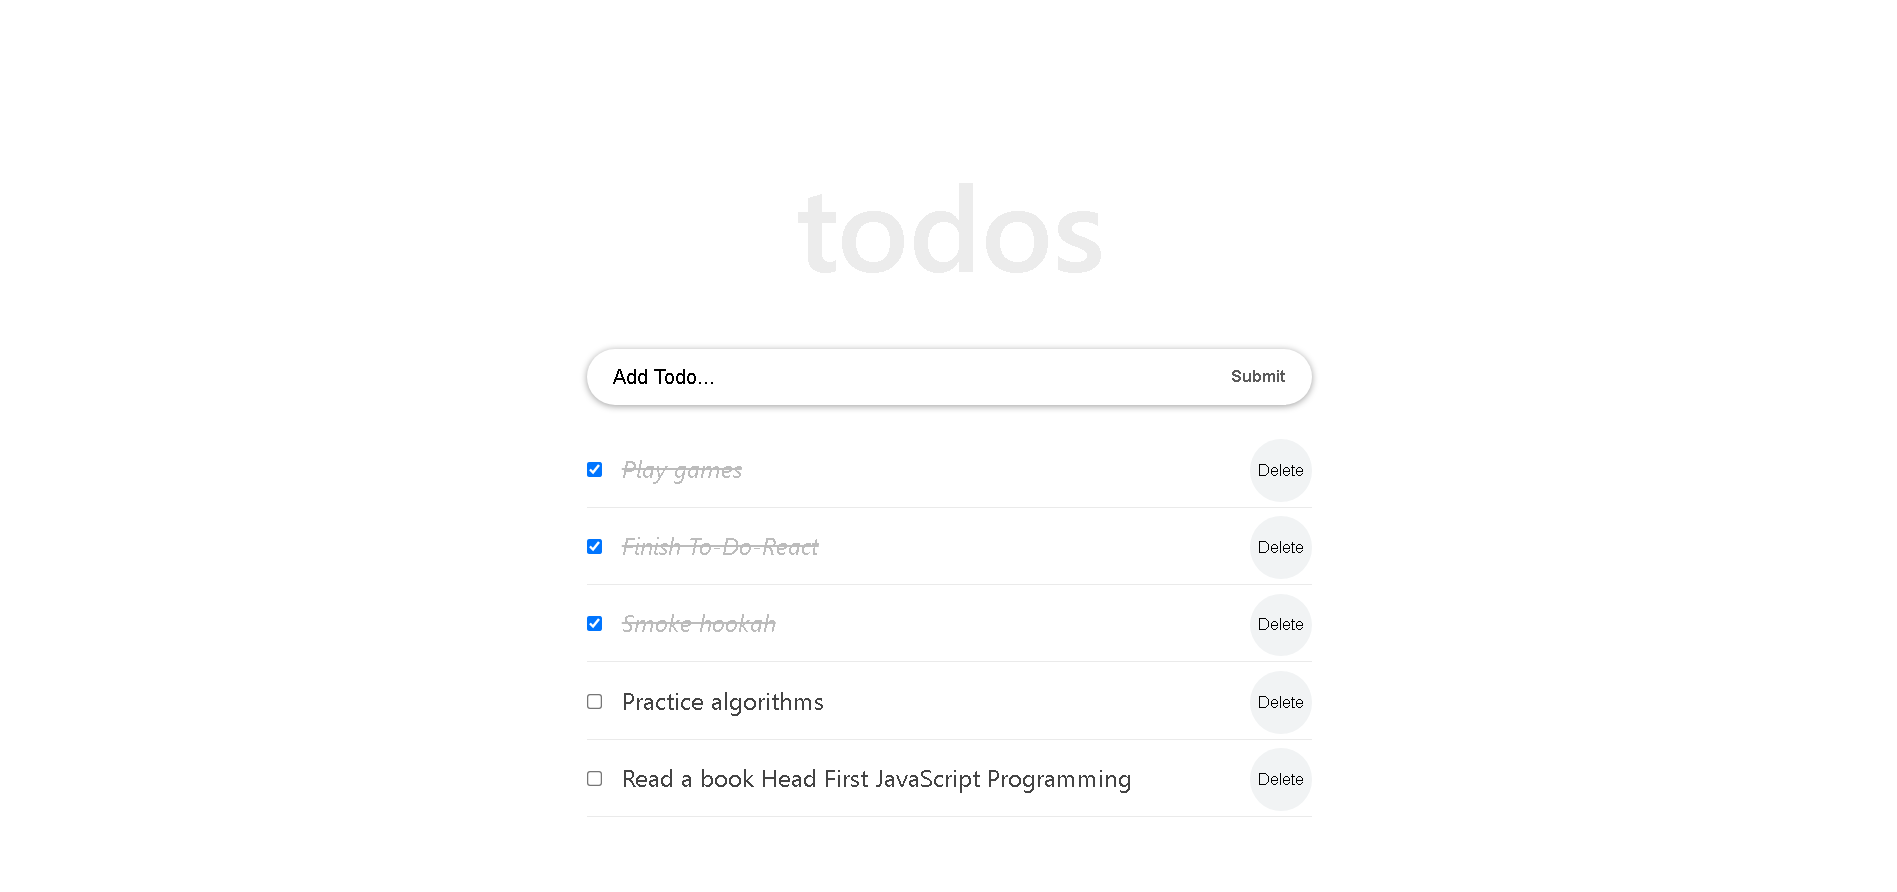 todos
Add Todo...
Submit
Play games
Delete
Finish To-Do-React
Delete
Smoke hookah
Delete
Practice algorithms
Delete
Read a book Head First JavaScript Programming
Delete